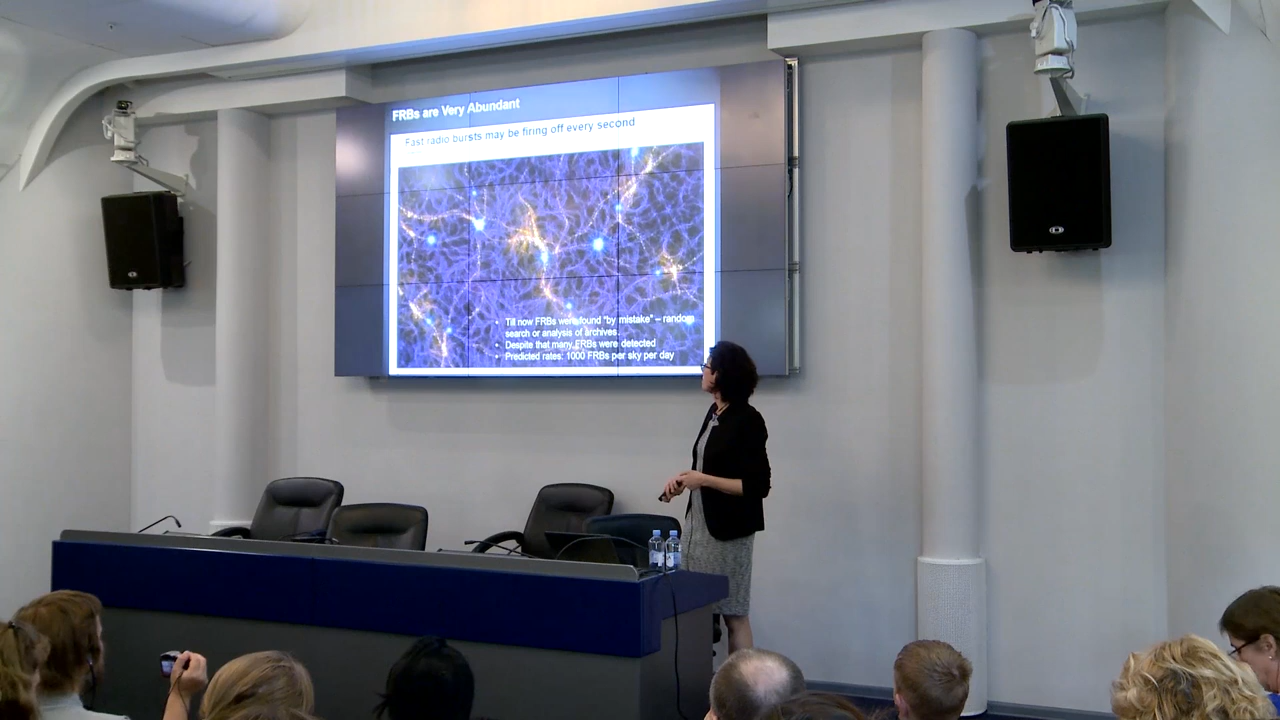 FRBs are Very Abundant
Fast radio bursts may be firing off every second
• Till now FRBs were found "by mistake" – random
search or analysis of archives.
• Despite that many FRBs were detected
• Predicted rates: 1000 FRBs per sky per day